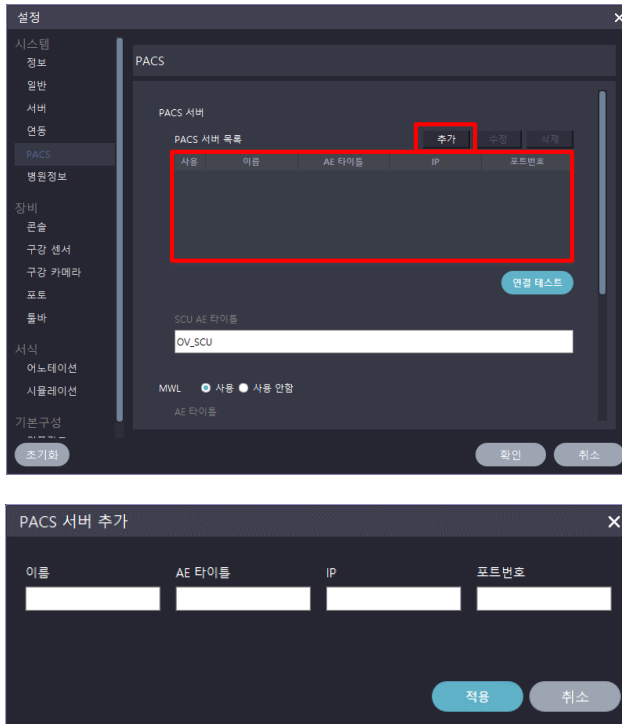 설정
시스템
정보
일반
서버
연동
PACS
병원정보
장비
콘솔
구강 센서
구강 카메라
포토
툴바
서식
어노테이션
시뮬레이션
기본구성
초기화
PACS
PACS 서버
PACS 서버 목록
추가 수정 삭제
사용 이름 AE 타이틀 IP 포트번호
연결 테스트
SCU AE 타이틀
OV_SCU
MWL 사용 사용 안함
AE 타이틀
확인 취소
PACS 서버 추가
이름 AE 타이틀 IP 포트번호
적용 취소